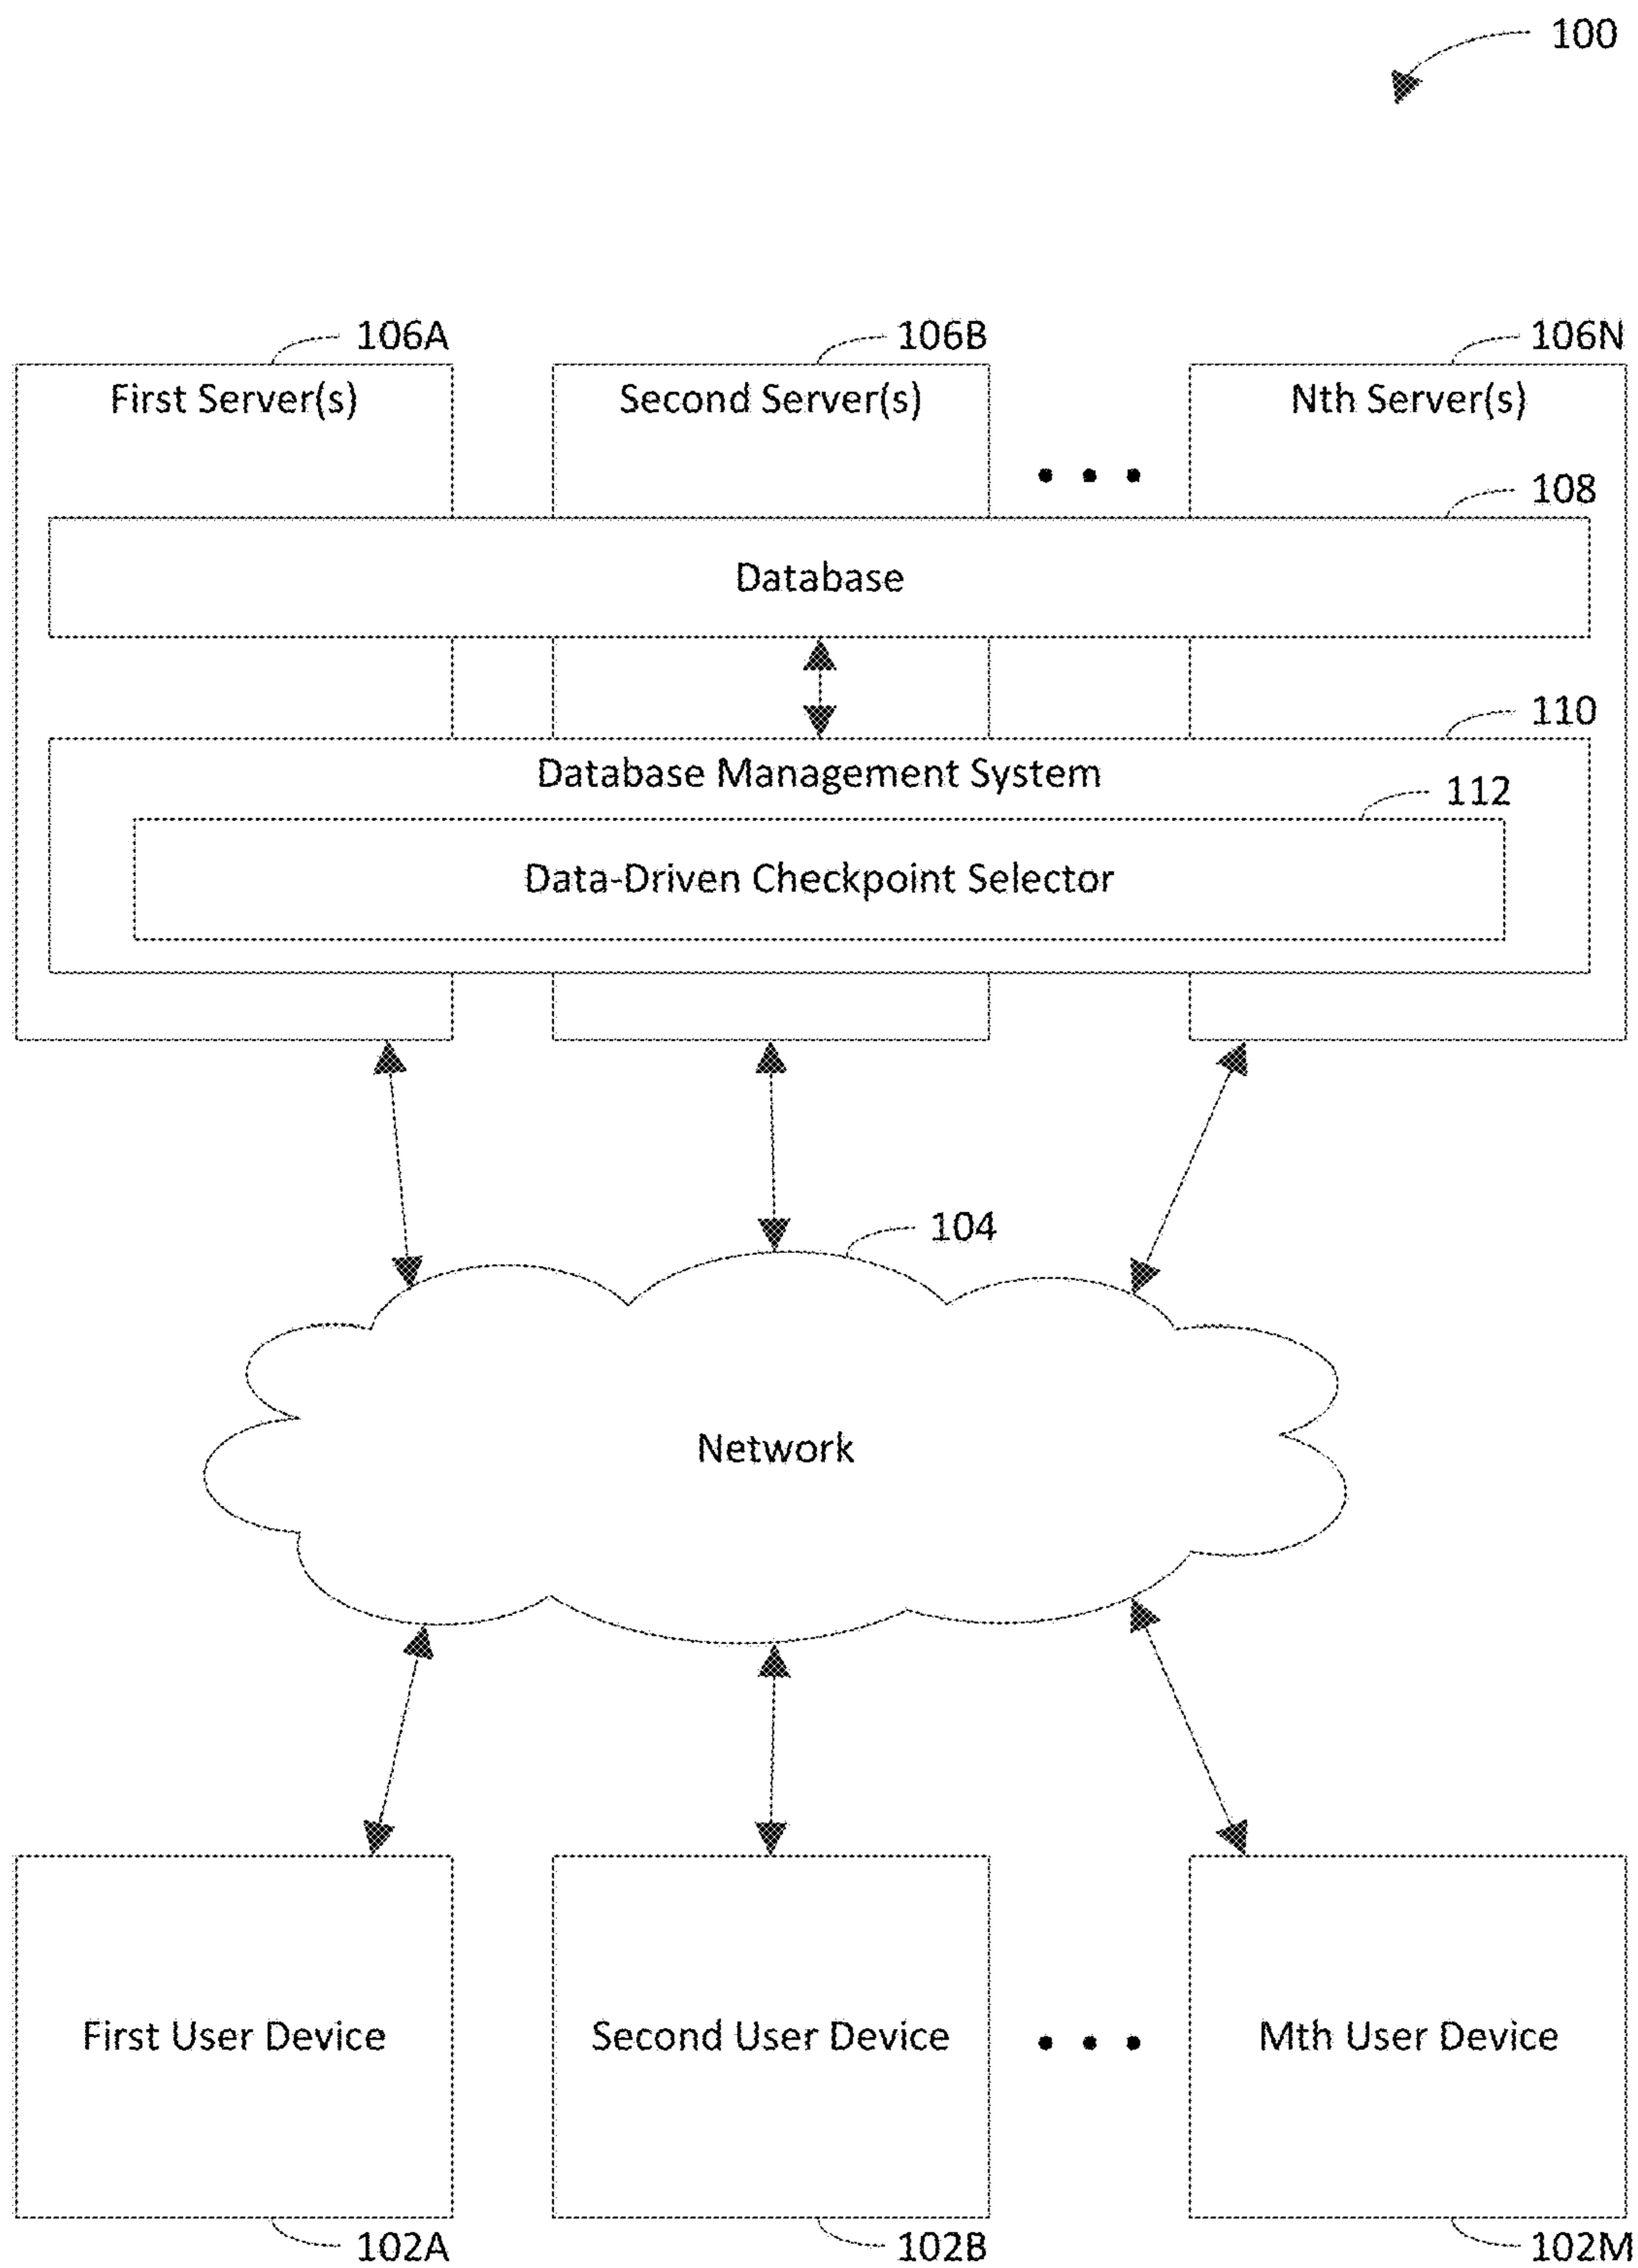 100
106A
106B
106N
First Server(s)
Second Server(s)
Nth Server(s)
108
Database
110
Database Management System
112
Data-Driven Checkpoint Selector
104
Network
First User Device
Second User Device
Mth User Device
102A
102B
102M